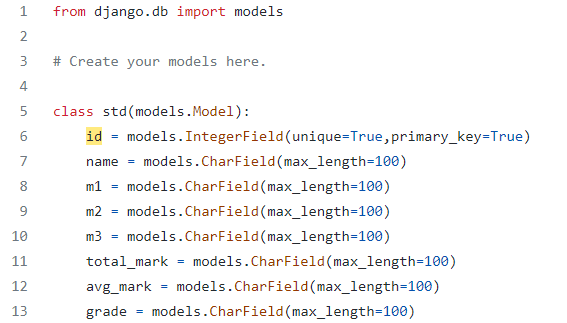 1 from django.db import models
2
3 # Create your models here.
4
5 class std(models.Model):
6     id = models.IntegerField(unique=True,primary_key=True)
7     name = models.CharField(max_length=100)
8     m1 = models.CharField(max_length=100)
9     m2 = models.CharField(max_length=100)
10     m3 = models.CharField(max_length=100)
11     total_mark = models.CharField(max_length=100)
12     avg_mark = models.CharField(max_length=100)
13     grade = models.CharField(max_length=100)